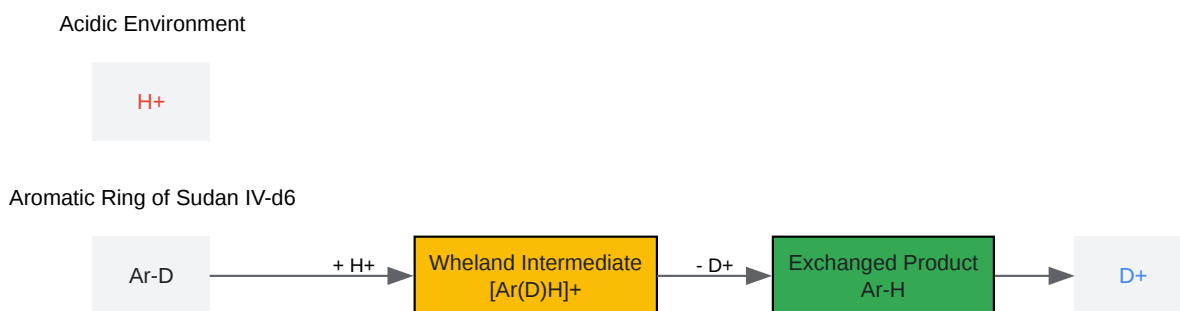 Acidic Environment
H+
Aromatic Ring of Sudan IV-d6
Ar-D
+ H+
Wheland Intermediate
[Ar(D)H]+
- D+
Exchanged Product
Ar-H
D+